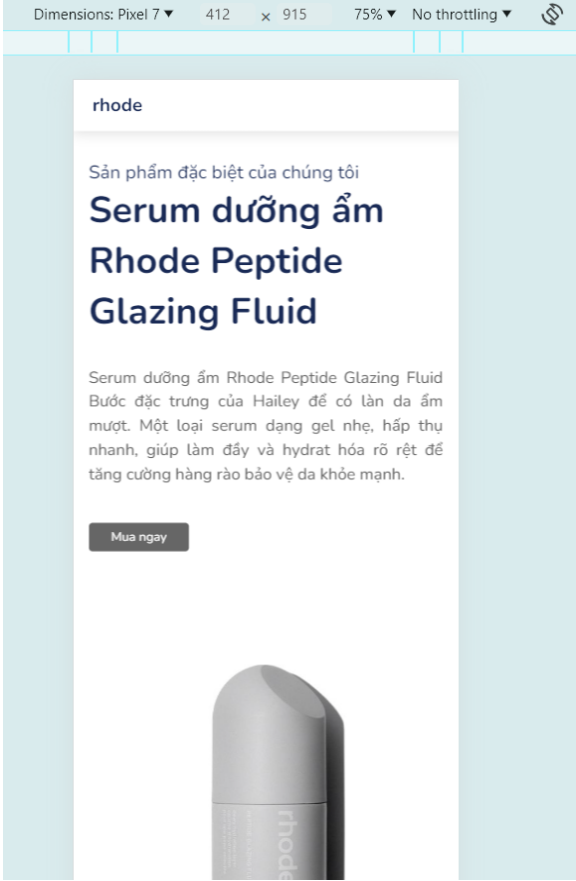 Dimensions: Pixel 7 ▼ 412 × 915 75% ▼ No throttling ▼
rhode
Sản phẩm đặc biệt của chúng tôi
Serum dưỡng ẩm
Rhode Peptide
Glazing Fluid
Serum dưỡng ẩm Rhode Peptide Glazing Fluid
Bước đặc trưng của Hailey để có làn da ẩm
mượt. Một loại serum dạng gel nhẹ, hấp thụ
nhanh, giúp làm đầy và hydrat hóa rõ rệt để
tăng cường hàng rào bảo vệ da khỏe mạnh.
Mua ngay
rhode